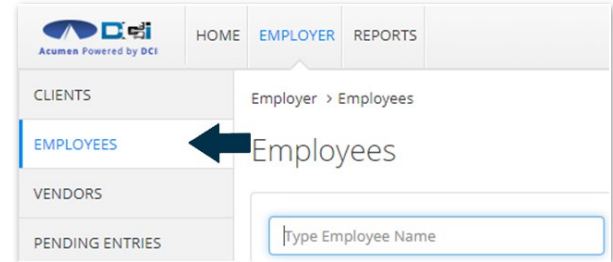 DCi
Acumen Powered by DCI
HOME EMPLOYER REPORTS
CLIENTS
EMPLOYEES
VENDORS
PENDING ENTRIES
Employer > Employees
Employees
Type Employee Name